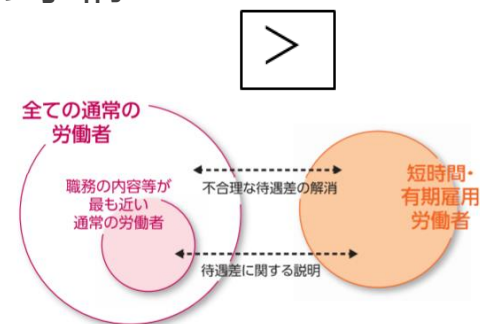 >
全ての通常の
労働者
職務の内容等が
最も近い
通常の労働者
不合理な待遇差の解消
待遇差に関する説明
短時間・
有期雇用
労働者